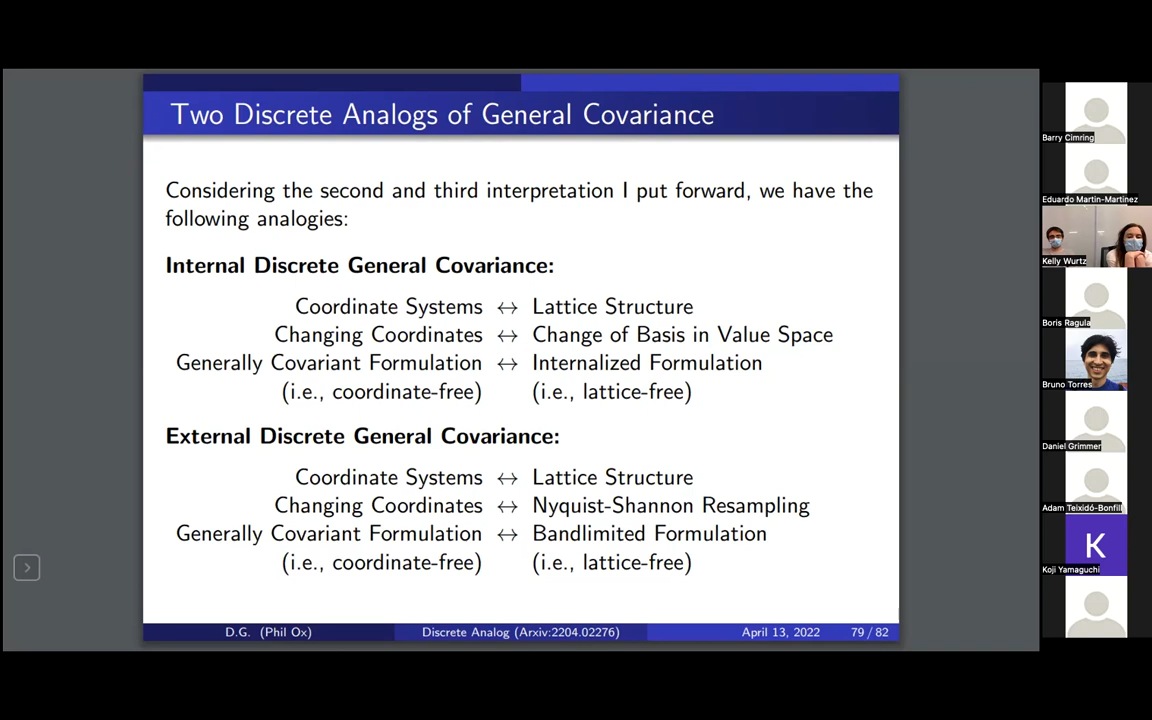 Two Discrete Analogs of General Covariance
Considering the second and third interpretation I put forward, we have the
following analogies:
Internal Discrete General Covariance:
Coordinate Systems ↔ Lattice Structure
Changing Coordinates ↔ Change of Basis in Value Space
Generally Covariant Formulation ↔ Internalized Formulation
(i.e., coordinate-free) (i.e., lattice-free)
External Discrete General Covariance:
Coordinate Systems ↔ Lattice Structure
Changing Coordinates ↔ Nyquist-Shannon Resampling
Generally Covariant Formulation ↔ Bandlimited Formulation
(i.e., coordinate-free) (i.e., lattice-free)
D.G. (Phil Ox) Discrete Analog (Arxiv:2204.02276) April 13, 2022 79 / 82
Barry Cimring
Eduardo Martin-Martinez
Kelly Wurtz
Boris Ragula
Bruno Torres
Daniel Grimmer
Adam Teixidó-Bonfill
K
Koji Yamaguchi